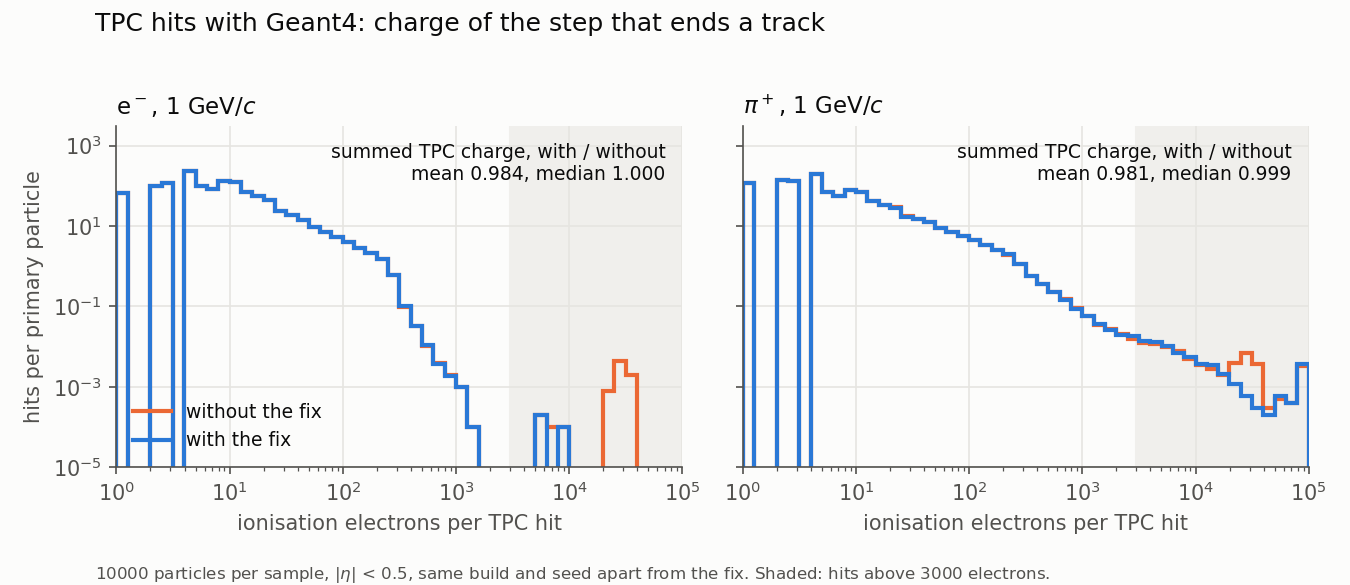 TPC hits with Geant4: charge of the step that ends a track
e⁻, 1 GeV/c
π⁺, 1 GeV/c
summed TPC charge, with / without
mean 0.984, median 1.000
summed TPC charge, with / without
mean 0.981, median 0.999
hits per primary particle
10³
10¹
10⁻¹
10⁻³
10⁻⁵
without the fix
with the fix
10⁰ 10¹ 10² 10³ 10⁴ 10⁵
10⁰ 10¹ 10² 10³ 10⁴ 10⁵
ionisation electrons per TPC hit
ionisation electrons per TPC hit
10000 particles per sample, |η| < 0.5, same build and seed apart from the fix. Shaded: hits above 3000 electrons.